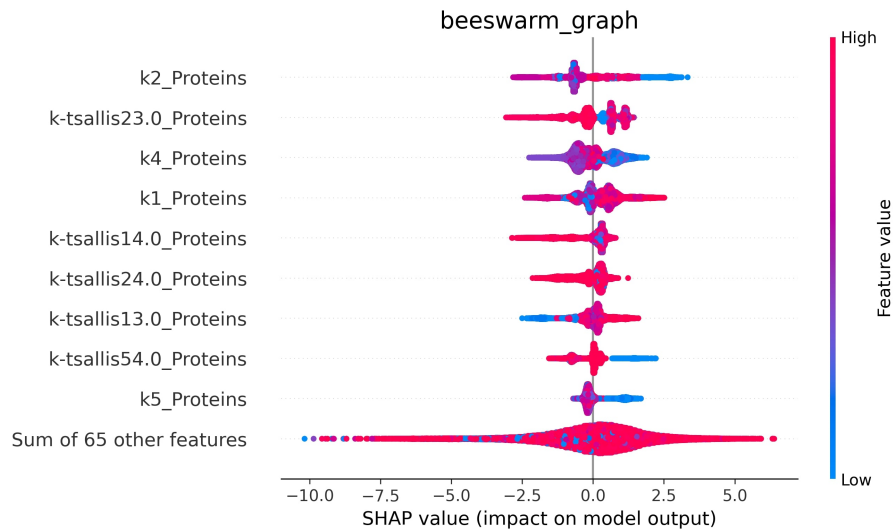 beeswarm_graph
High
k2_Proteins
k-tsallis23.0_Proteins
k4_Proteins
k1_Proteins
k-tsallis14.0_Proteins
k-tsallis24.0_Proteins
k-tsallis13.0_Proteins
k-tsallis54.0_Proteins
k5_Proteins
Sum of 65 other features
Feature value
Low
−10.0 −7.5 −5.0 −2.5 0.0 2.5 5.0
SHAP value (impact on model output)